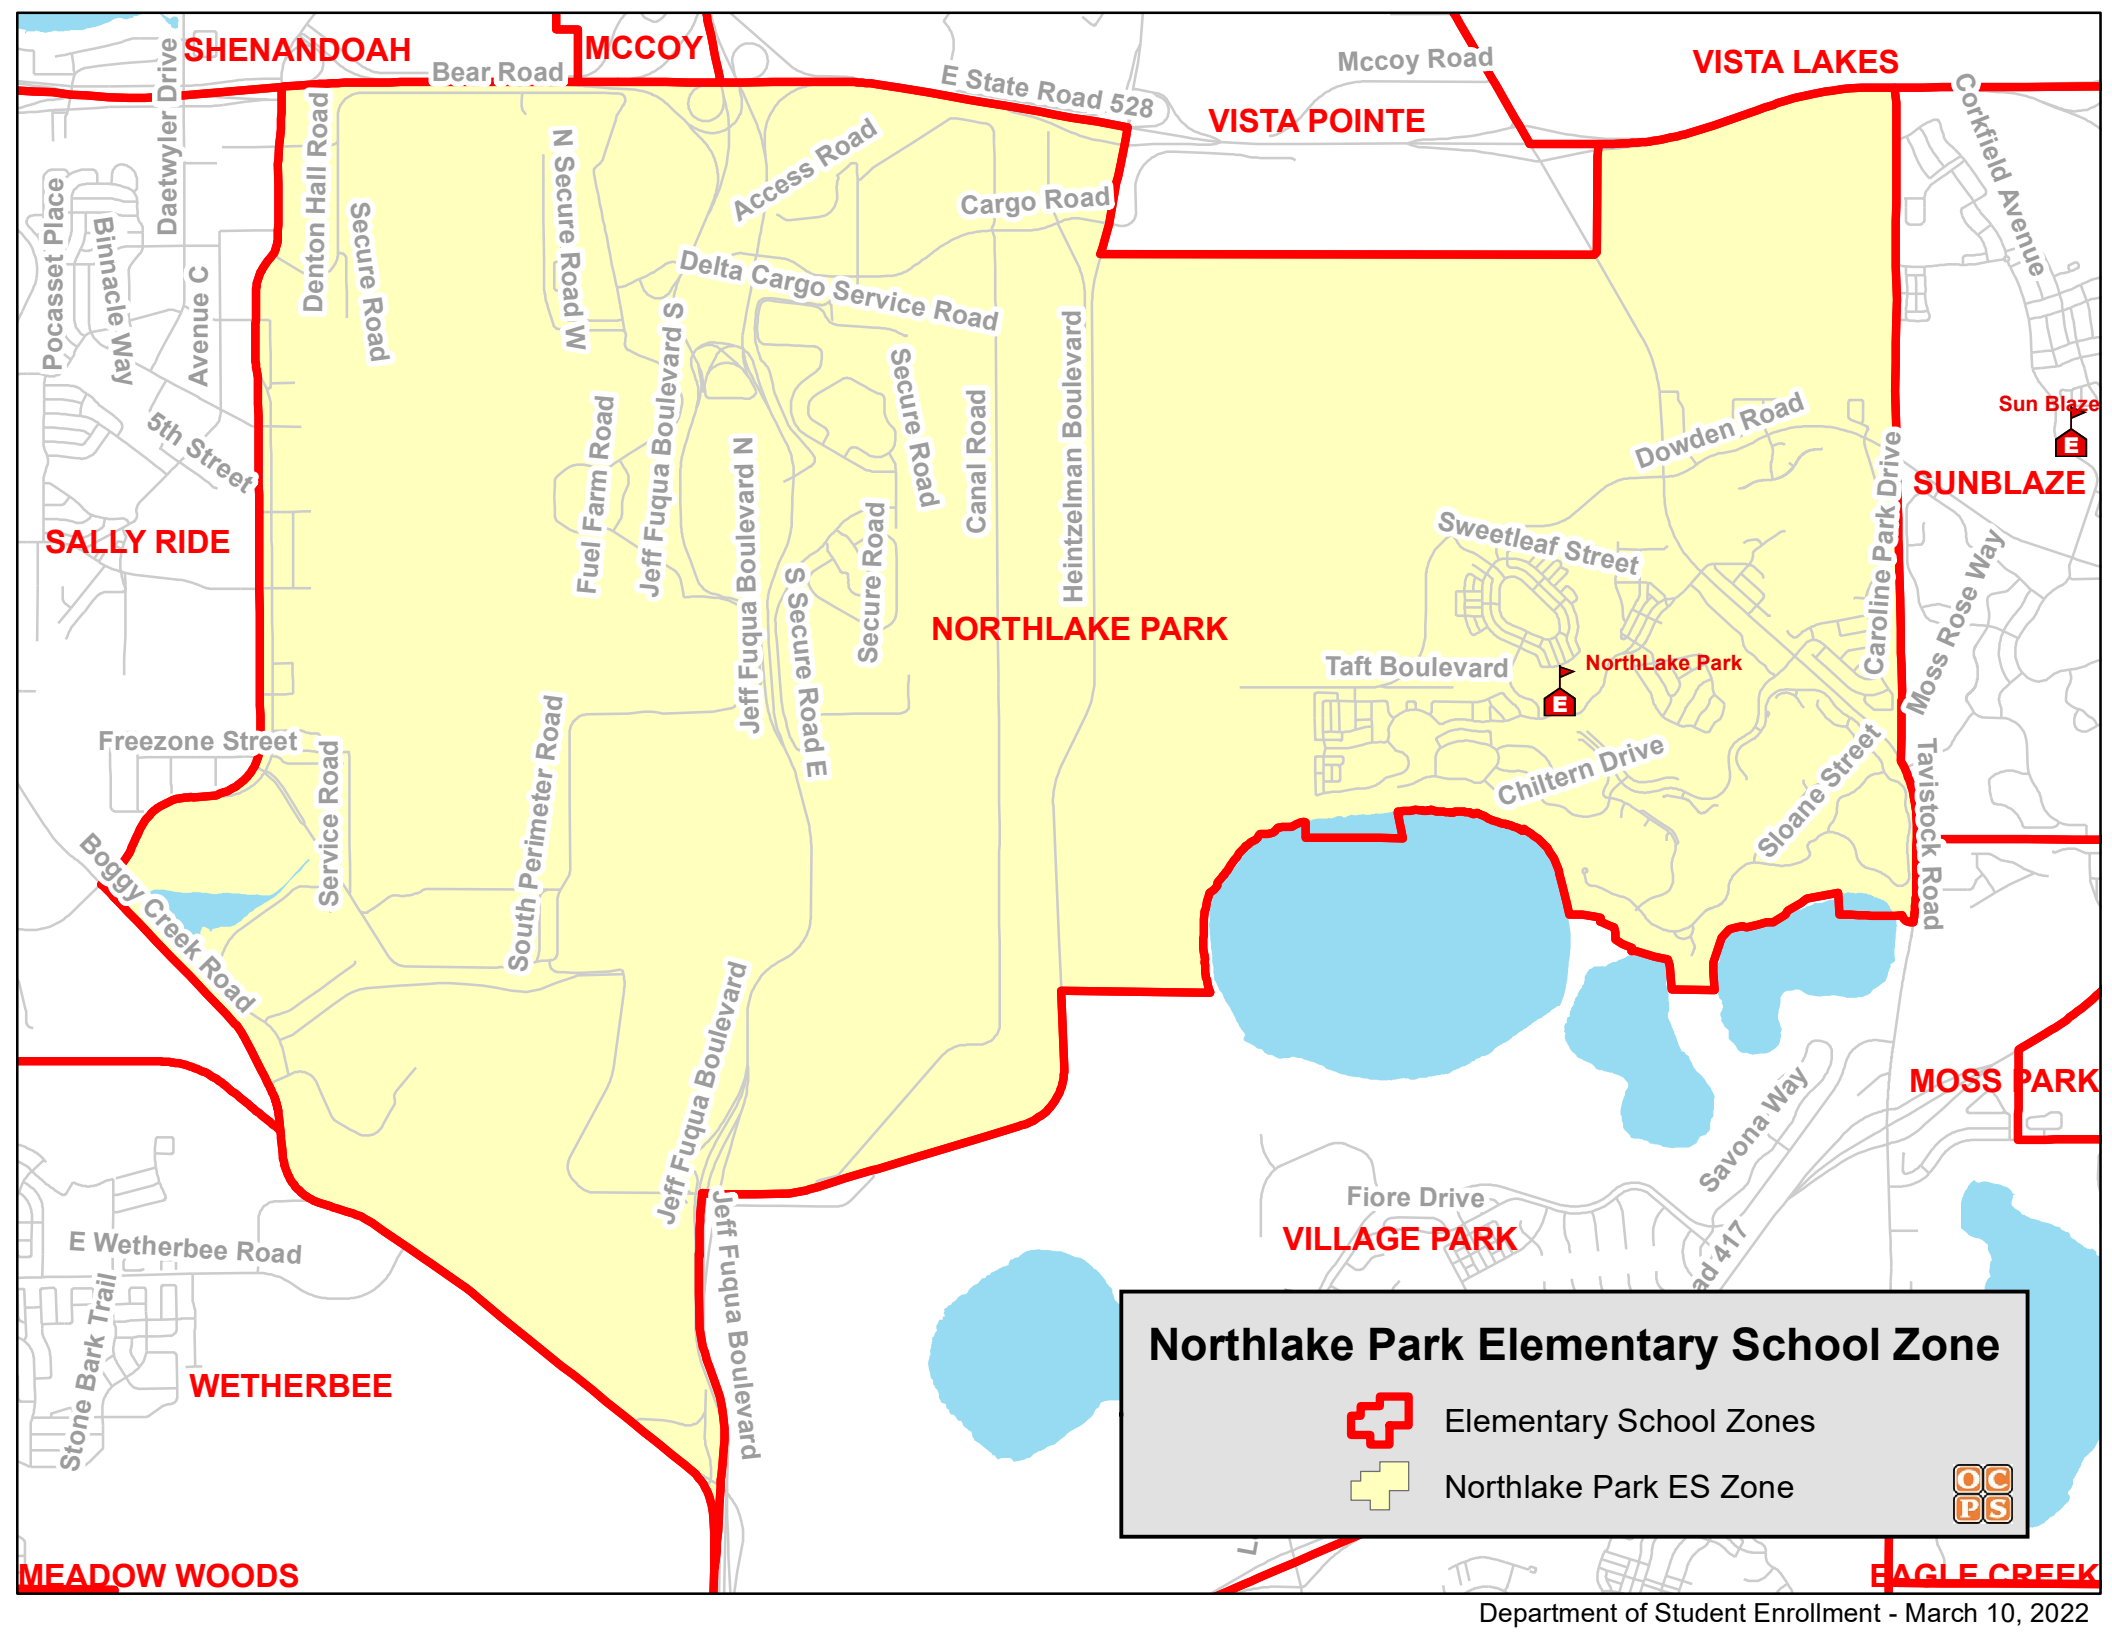 SHENANDOAH
MCCOY
VISTA LAKES
Bear Road
Mccoy Road
E State Road 528
VISTA POINTE
Daetwyler Drive
Corkfield Avenue
Access Road
Denton Hall Road
N Secure Road W
Cargo Road
Pocasset Place
Binnacle Way
Avenue C
Secure Road
Delta Cargo Service Road
Jeff Fuqua Boulevard S
Heintzelman Boulevard
Secure Road
Canal Road
Sun Blaze
E
5th Street
Fuel Farm Road
Dowden Road
Caroline Park Drive
SUNBLAZE
Jeff Fuqua Boulevard N
SALLY RIDE
Secure Road
Sweetleaf Street
Moss Rose Way
S Secure Road E
NORTHLAKE PARK
Taft Boulevard
NorthLake Park
E
Freezone Street
Service Road
South Perimeter Road
Chiltern Drive
Sloane Street
Tavistock Road
Boggy Creek Road
Jeff Fuqua Boulevard
MOSS PARK
Savona Way
Fiore Drive
VILLAGE PARK
ad 417
E Wetherbee Road
Jeff Fuqua Boulevard
Stone Bark Trail
WETHERBEE
Northlake Park Elementary School Zone
Elementary School Zones
Northlake Park ES Zone
OC
PS
MEADOW WOODS
EAGLE CREEK
Department of Student Enrollment - March 10, 2022